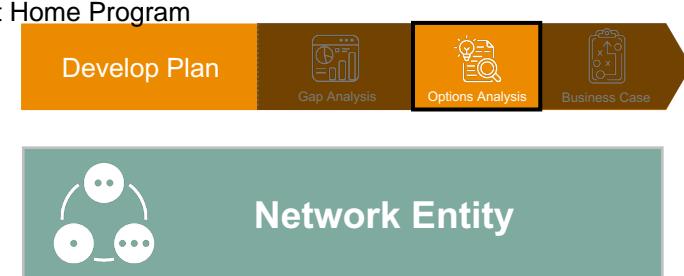 : Home Program
Develop Plan
Gap Analysis
Options Analysis
Business Case
Network Entity